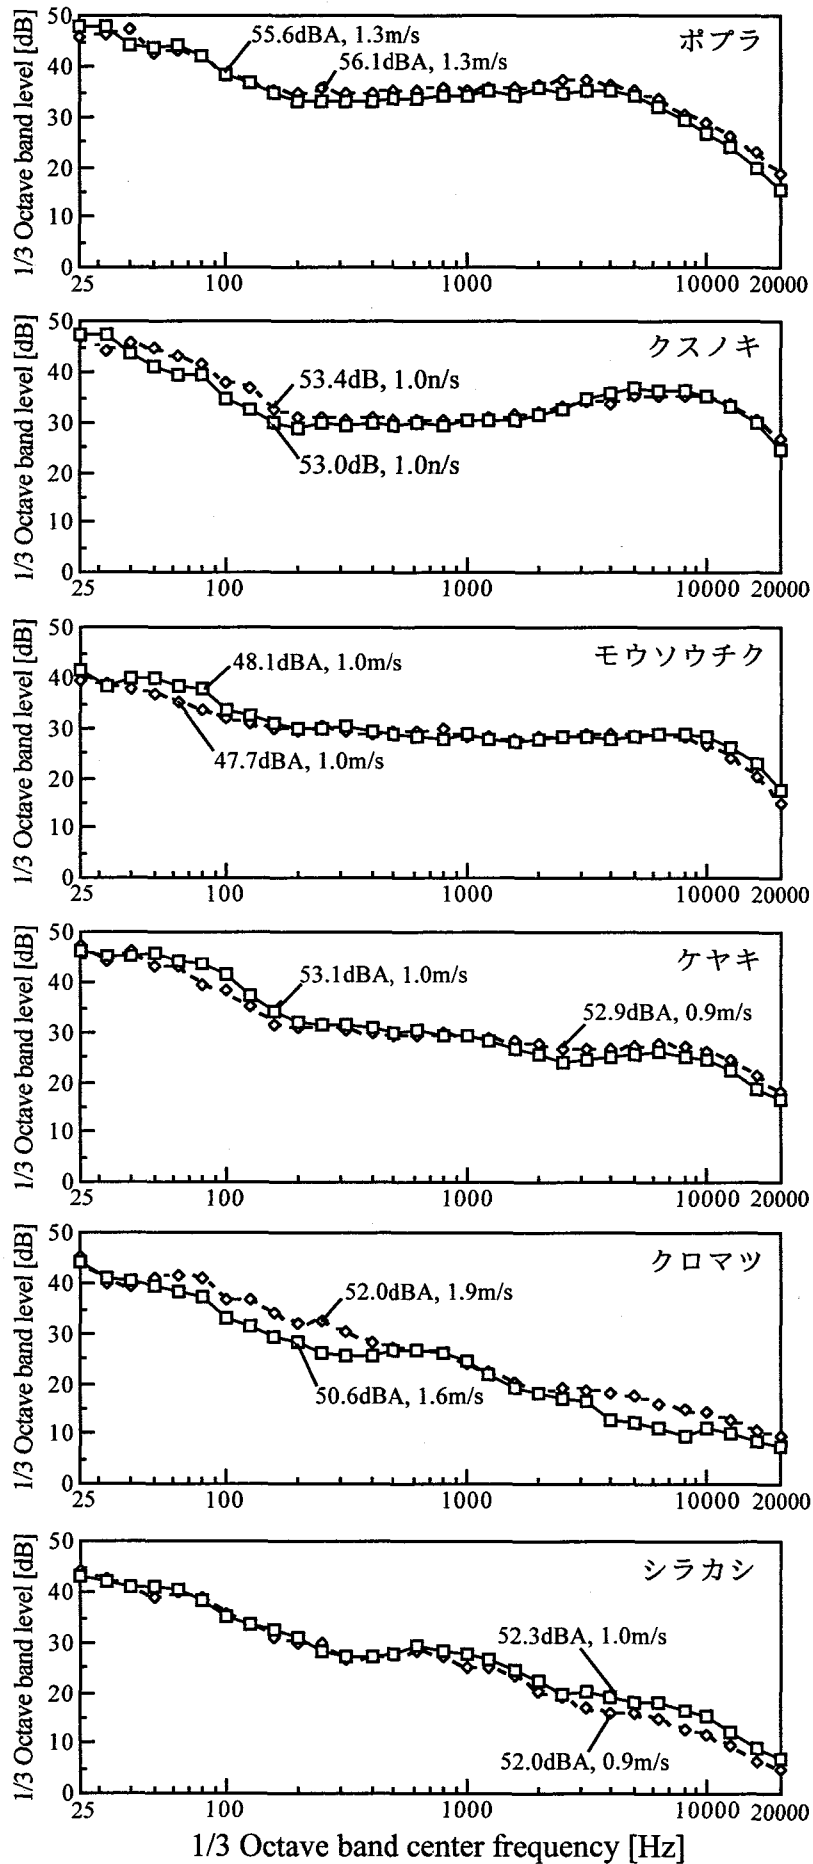 1/3 Octave band level [dB]
50
40
30
20
10
0
55.6dBA, 1.3m/s
56.1dBA, 1.3m/s
ポプラ
25
100
1000
10000
20000
1/3 Octave band level [dB]
50
40
30
20
10
0
クスノキ
53.4dB, 1.0n/s
53.0dB, 1.0n/s
25
100
1000
10000
20000
1/3 Octave band level [dB]
50
40
30
20
10
0
モウソウチク
48.1dBA, 1.0m/s
47.7dBA, 1.0m/s
25
100
1000
10000
20000
1/3 Octave band level [dB]
50
40
30
20
10
0
ケヤキ
53.1dBA, 1.0m/s
52.9dBA, 0.9m/s
25
100
1000
10000
20000
1/3 Octave band level [dB]
50
40
30
20
10
0
クロマツ
52.0dBA, 1.9m/s
50.6dBA, 1.6m/s
25
100
1000
10000
20000
1/3 Octave band level [dB]
50
40
30
20
10
0
シラカシ
52.3dBA, 1.0m/s
52.0dBA, 0.9m/s
25
100
1000
10000
20000
1/3 Octave band center frequency [Hz]